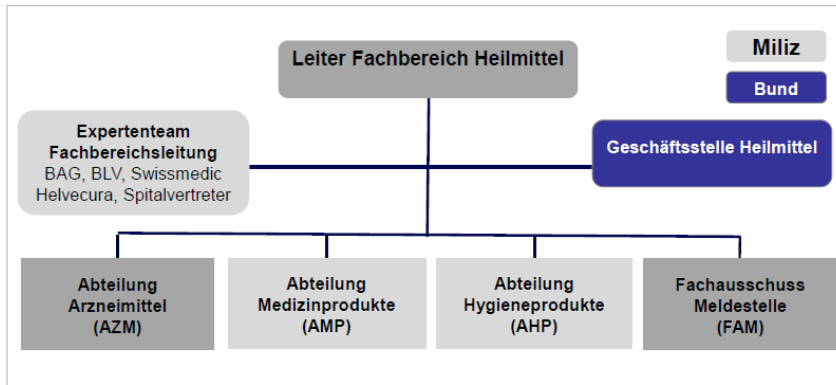 Leiter Fachbereich Heilmittel
Miliz
Bund
Expertenteam
Fachbereichsleitung
BAG, BLV, Swissmedic
Helvecura, Spitalvertreter
Geschäftsstelle Heilmittel
Abteilung
Arzneimittel
(AZM)
Abteilung
Medizinprodukte
(AMP)
Abteilung
Hygieneprodukte
(AHP)
Fachausschuss
Meldestelle
(FAM)